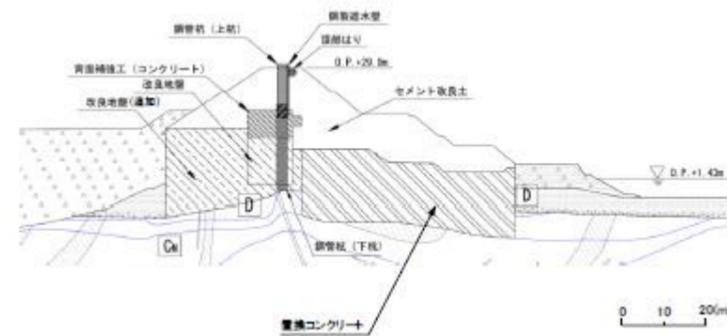 鋼製遮水壁
鋼管杭（上杭）
頂部はり
O.P.+29.0m
背面補強工（コンクリート）
改良地盤
セメント改良土
改良地盤(追加)
O.P.+1.43m
D
D
CM
鋼管杭（下杭）
置換コンクリート
0 10 20(m)